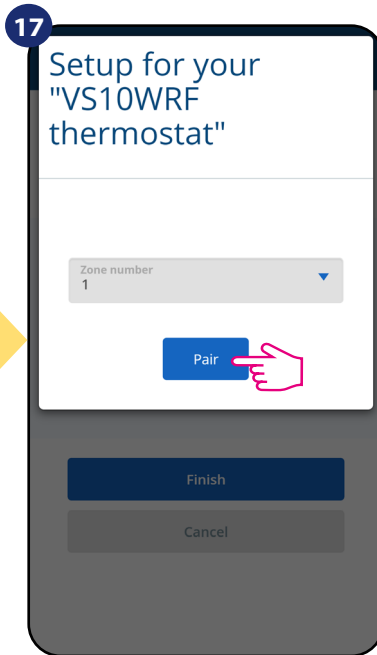 17
Setup for your
"VS10WRF
thermostat"
Zone number
1
Pair
Finish
Cancel